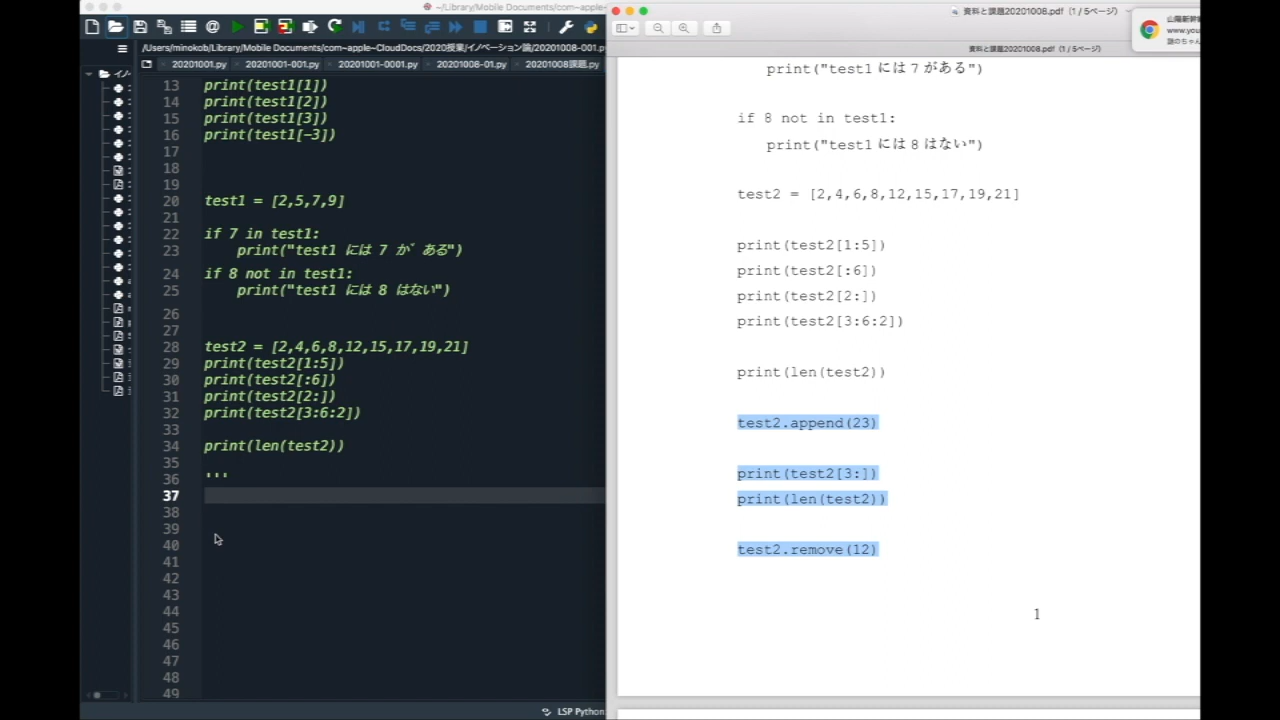 ~/Library/Mobile Documents/com~apple~
/Users/minokob/Library/Mobile Documents/com~apple~CloudDocs/2020授業/イノベーション論/20201008-001.py
20201001.py
20201001-001.py
20201001-0001.py
20201008-01.py
20201008課題.py
13 print(test1[1])
14 print(test1[2])
15 print(test1[3])
16 print(test1[-3])
17
18
19
20 test1 = [2,5,7,9]
21
22 if 7 in test1:
23 print("test1 には 7 がある")
24 if 8 not in test1:
25 print("test1 には 8 はない")
26
27
28 test2 = [2,4,6,8,12,15,17,19,21]
29 print(test2[1:5])
30 print(test2[:6])
31 print(test2[2:])
32 print(test2[3:6:2])
34 print(len(test2))
35
36 '''
37
38
39
40
41
42
43
44
45
46
47
48
49
LSP Python:
資料と課題20201008.pdf（1 / 5ページ）
資料と課題20201008.pdf（1 / 5ページ）
山陽新幹線
www.you
print("test1 には 7 がある")
if 8 not in test1:
print("test1 には 8 はない")
test2 = [2,4,6,8,12,15,17,19,21]
print(test2[1:5])
print(test2[:6])
print(test2[2:])
print(test2[3:6:2])
print(len(test2))
test2.append(23)
print(test2[3:])
print(len(test2))
test2.remove(12)
1